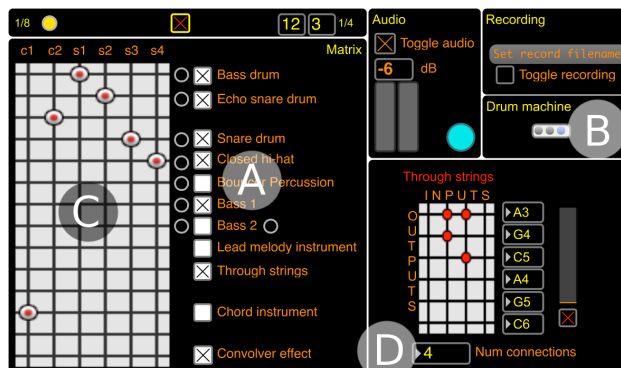 1/8 12 3 1/4
Matrix
c1 c2 s1 s2 s3 s4
Bass drum
Echo snare drum
Snare drum
Closed hi-hat
Bouncer Percussion
Bass 1
Bass 2
Lead melody instrument
Through strings
Chord instrument
Convolver effect
A
C
Audio
Toggle audio
-6 dB
Recording
Set record filename
Toggle recording
Drum machine
B
Through strings
INPUTS
OUTPUTS
A3
G4
C5
A4
G5
C6
D
4 Num connections